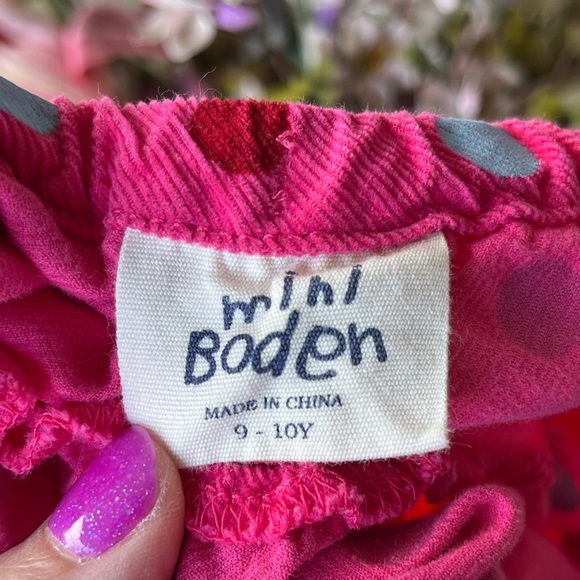 mini
BoDen
MADE IN CHINA
9 - 10Y